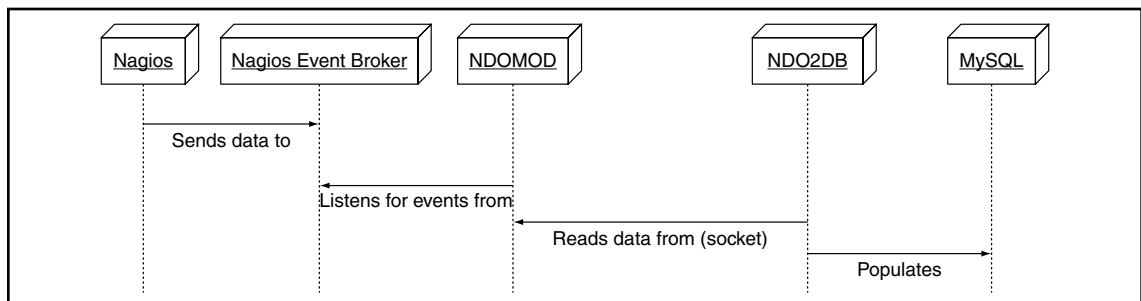 Nagios
Nagios Event Broker
NDOMOD
NDO2DB
MySQL
Sends data to
Listens for events from
Reads data from (socket)
Populates